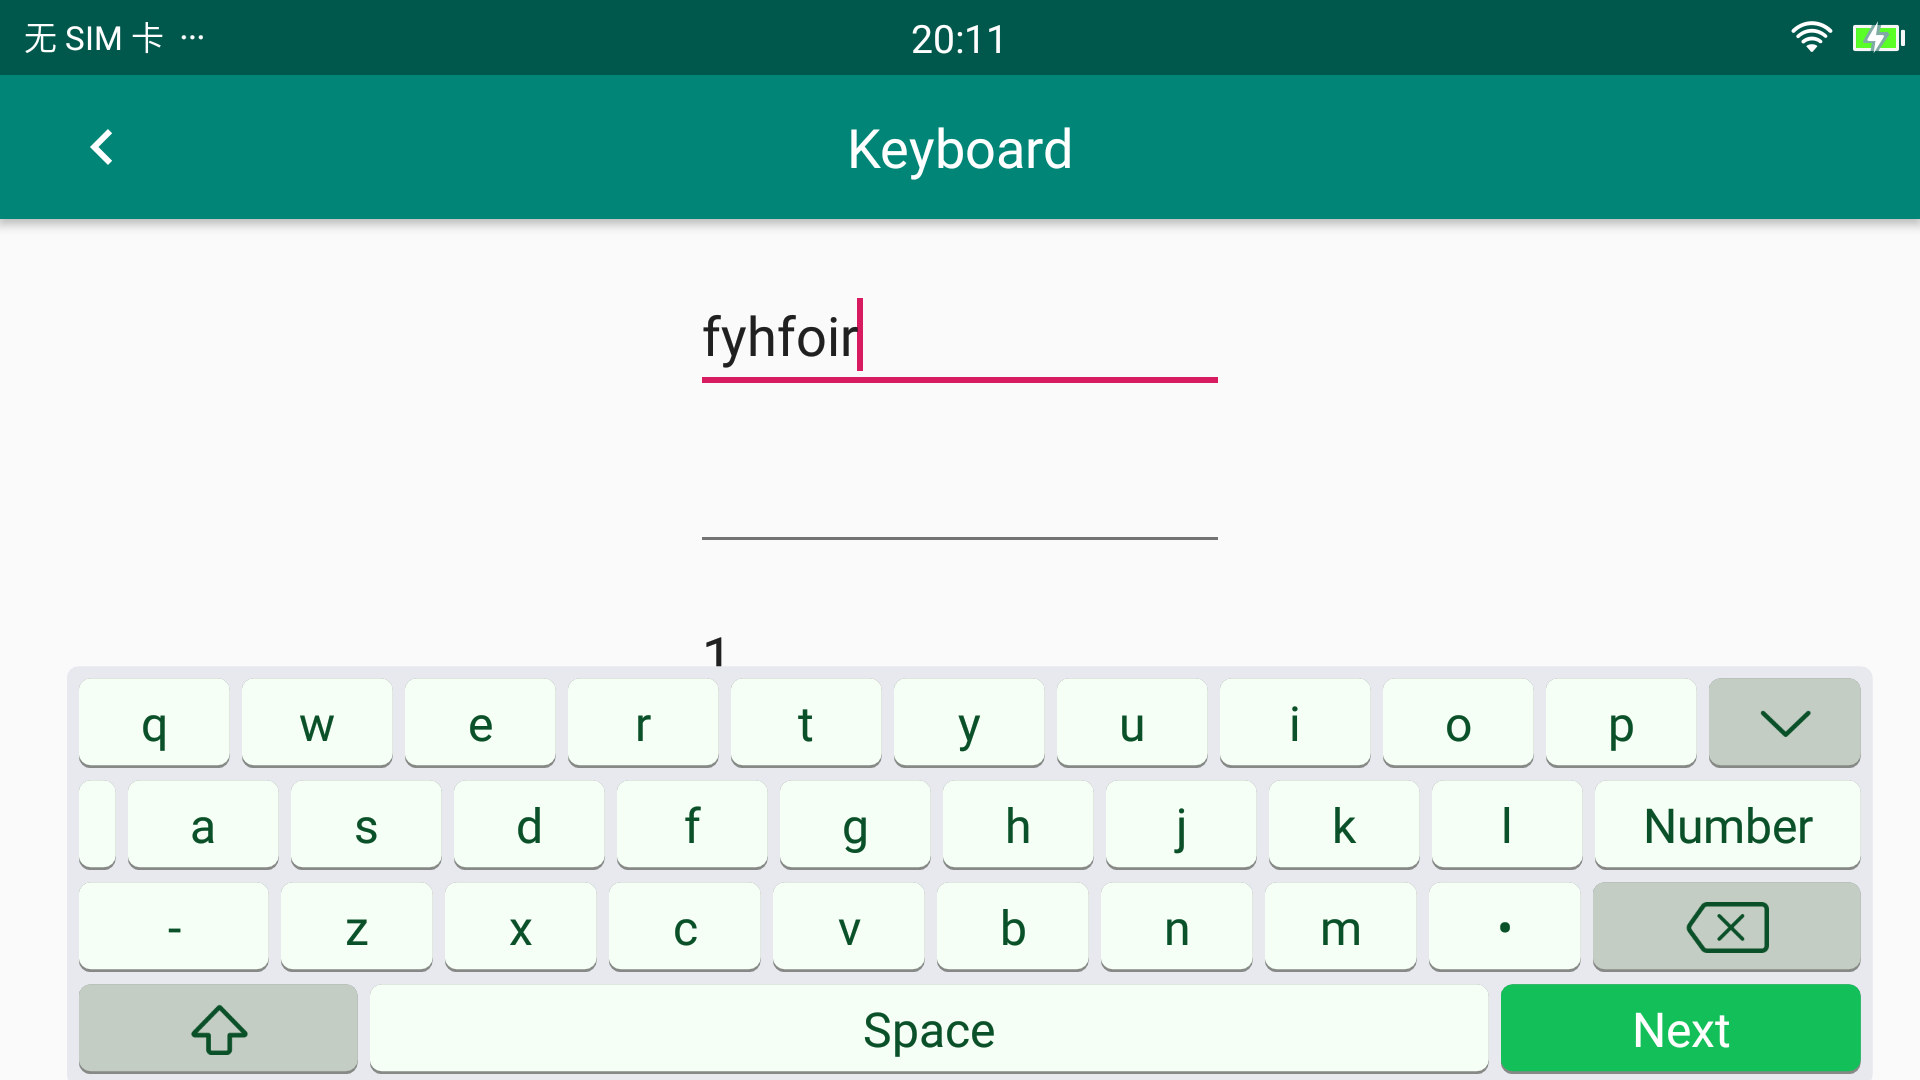 无 SIM 卡 ···
20:11
Keyboard
fyhfoir
1
q w e r t y u i o p
a s d f g h j k l Number
- z x c v b n m •
Space Next